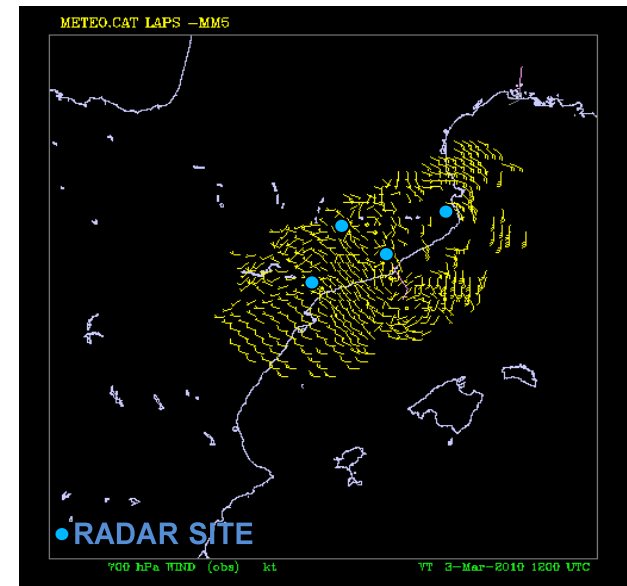 METEO.CAT LAPS -MM5
RADAR SITE
700 hPa WIND (obs) kt VT 3-Mar-2010 1200 UTC